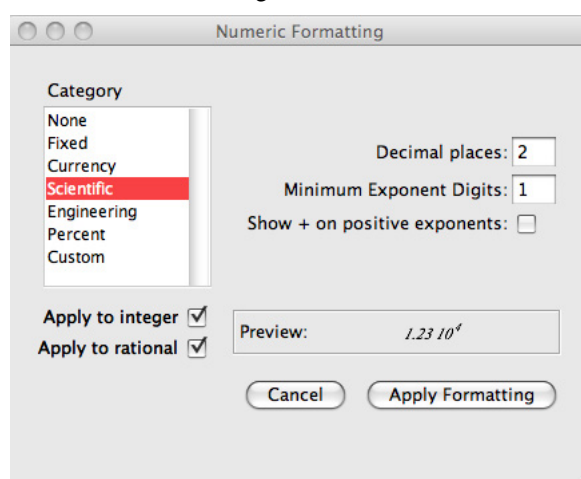 Numeric Formatting
Category
None
Fixed
Currency
Scientific
Engineering
Percent
Custom
Decimal places: 2
Minimum Exponent Digits: 1
Show + on positive exponents:
Apply to integer
Apply to rational
Preview: 1.23 10⁴
Cancel Apply Formatting